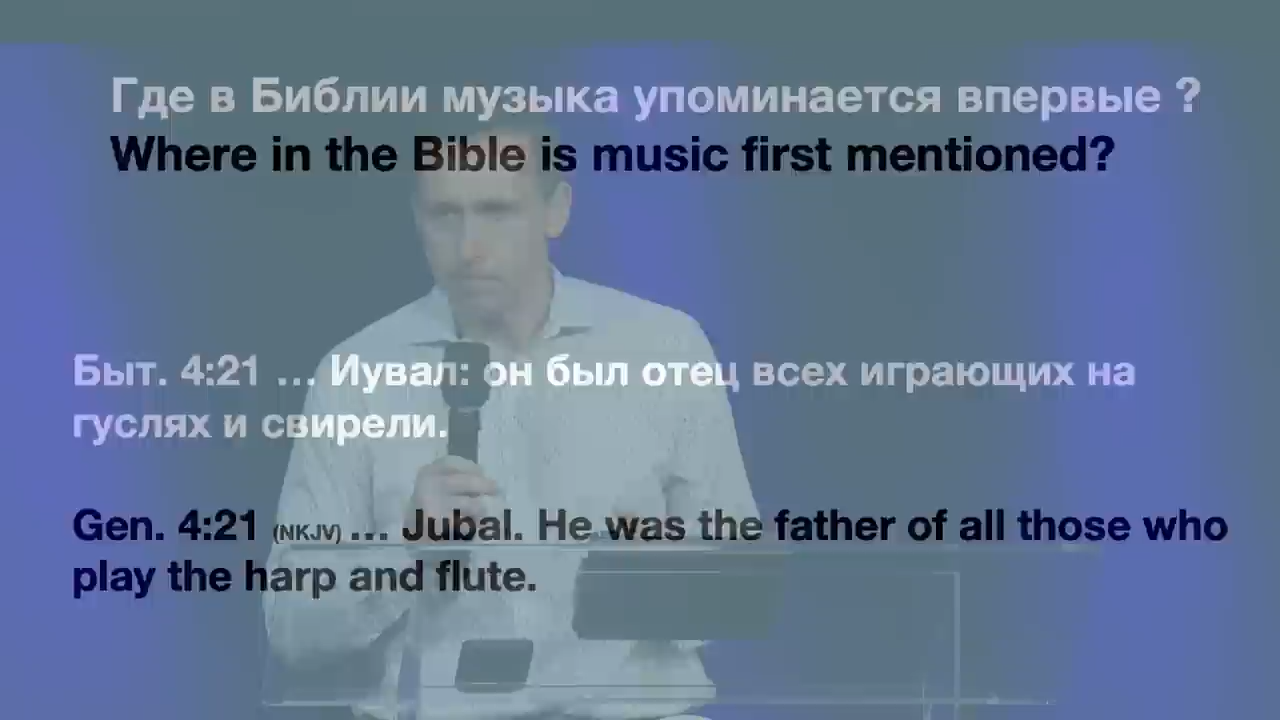 Где в Библии музыка упоминается впервые ?
Where in the Bible is music first mentioned?
Быт. 4:21 … Иувал: он был отец всех играющих на
гуслях и свирели.
Gen. 4:21 (NKJV) … Jubal. He was the father of all those who
play the harp and flute.